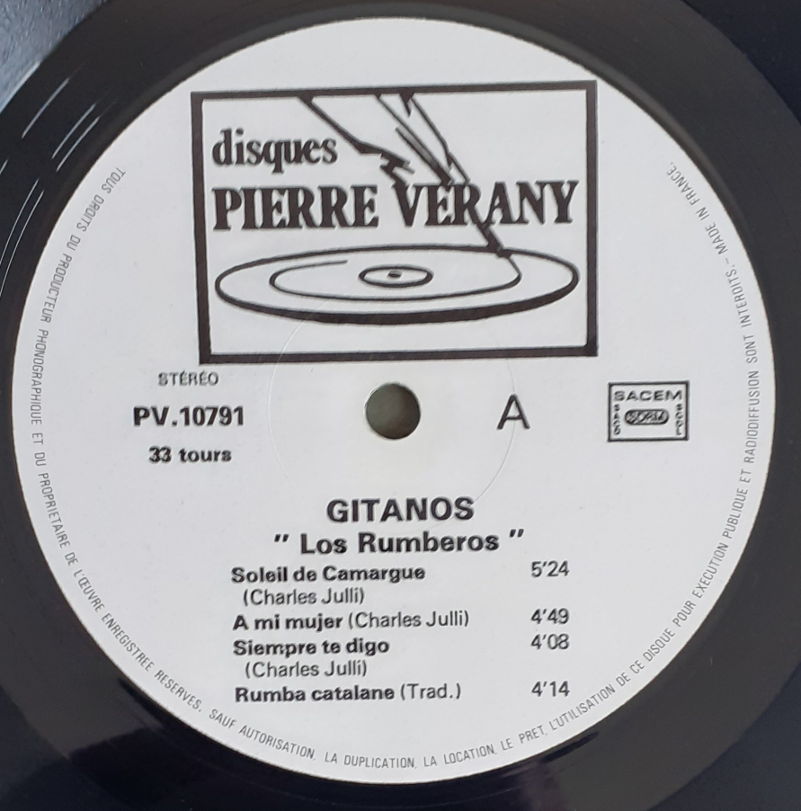 disques
PIERRE VERANY
STÉRÉO
PV.10791
33 tours
A
SACEM
SACD
SDRM
SGDL
GITANOS
" Los Rumberos "
Soleil de Camargue 5'24
(Charles Julli)
A mi mujer (Charles Julli) 4'49
Siempre te digo 4'08
(Charles Julli)
Rumba catalane (Trad.) 4'14
TOUS DROITS DU PRODUCTEUR PHONOGRAPHIQUE ET DU PROPRIETAIRE DE L'ŒUVRE ENREGISTREE RESERVES. SAUF AUTORISATION, LA DUPLICATION, LA LOCATION, LE PRET, L'UTILISATION DE CE DISQUE POUR EXECUTION PUBLIQUE ET RADIODIFFUSION SONT INTERDITS.– MADE IN FRANCE.